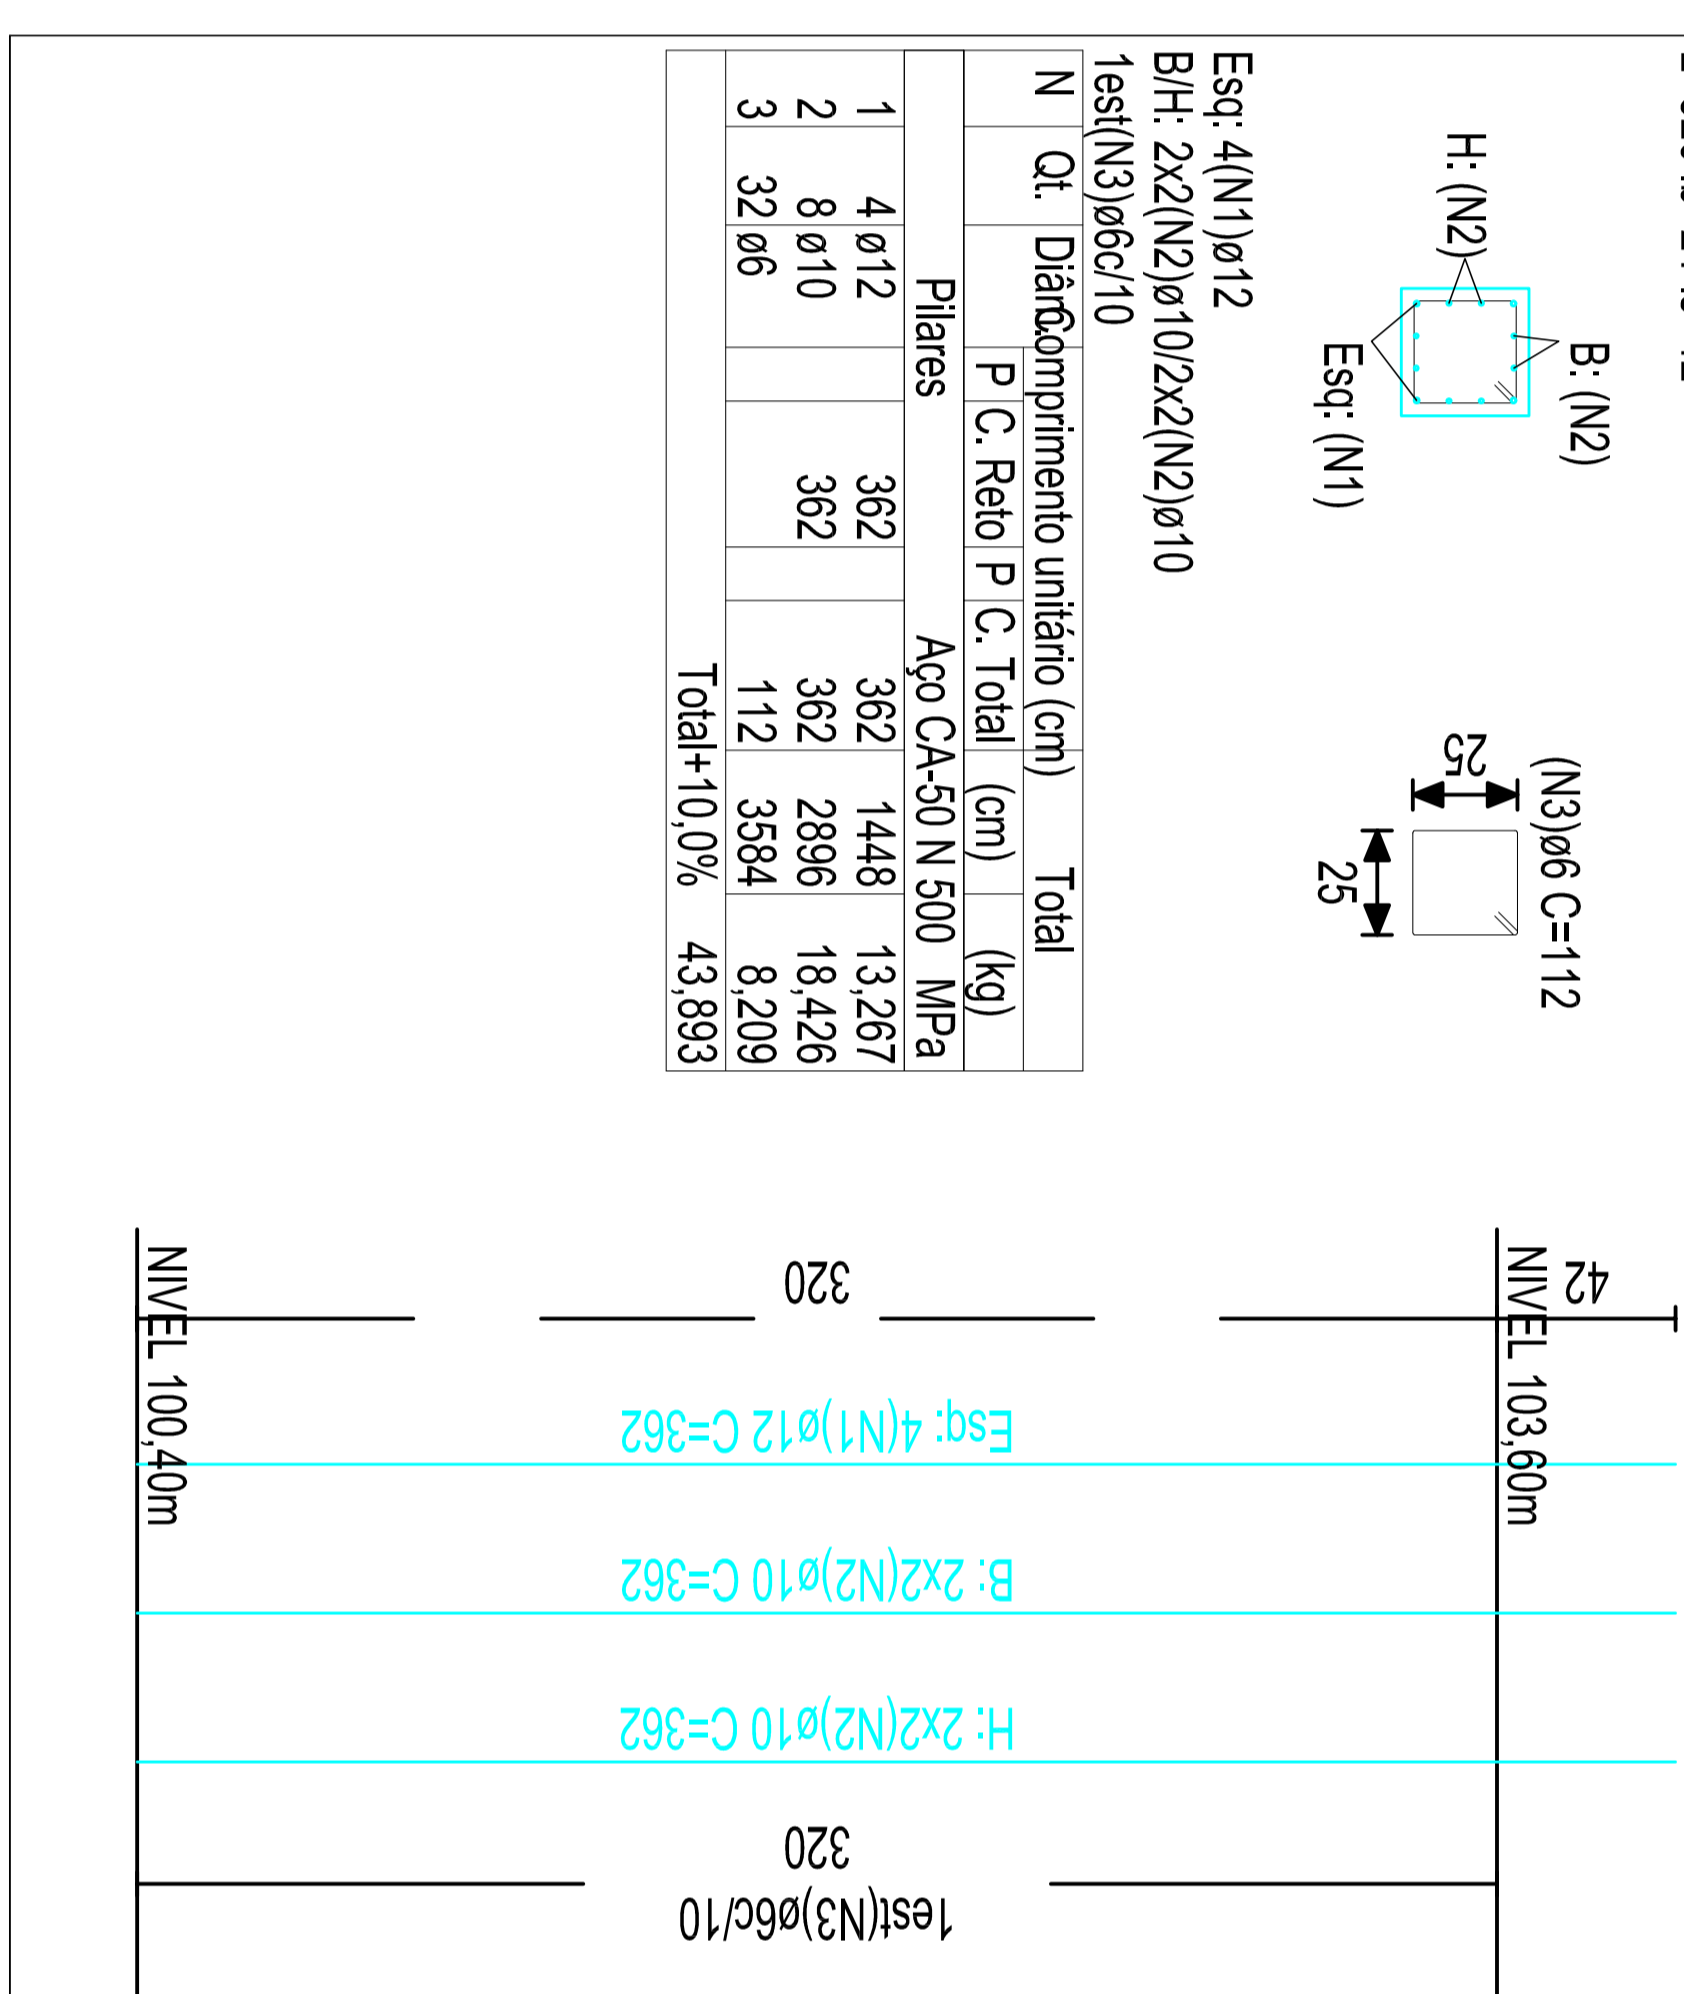 H: (N2)
B: (N2)
Esq: (N1)
(N3)ø6 C=112
25
25
Esq: 4(N1)ø12
B/H: 2x2(N2)ø10/2x2(N2)ø10
1est(N3)ø6c/10
N Qt. Diâm. Comprimento unitário (cm) Total
P C. Reto P C. Total (cm) (kg)
Pilares Aço CA-50 N 500 MPa
1 4 ø12 362 362 1448 13,267
2 8 ø10 362 362 2896 18,426
3 32 ø6 112 3584 8,209
Total+10,0% 43,893
42
NIVEL 103,60m
320
Esq: 4(N1)ø12 C=362
B: 2x2(N2)ø10 C=362
H: 2x2(N2)ø10 C=362
320
1est(N3)ø6c/10
NIVEL 100,40m